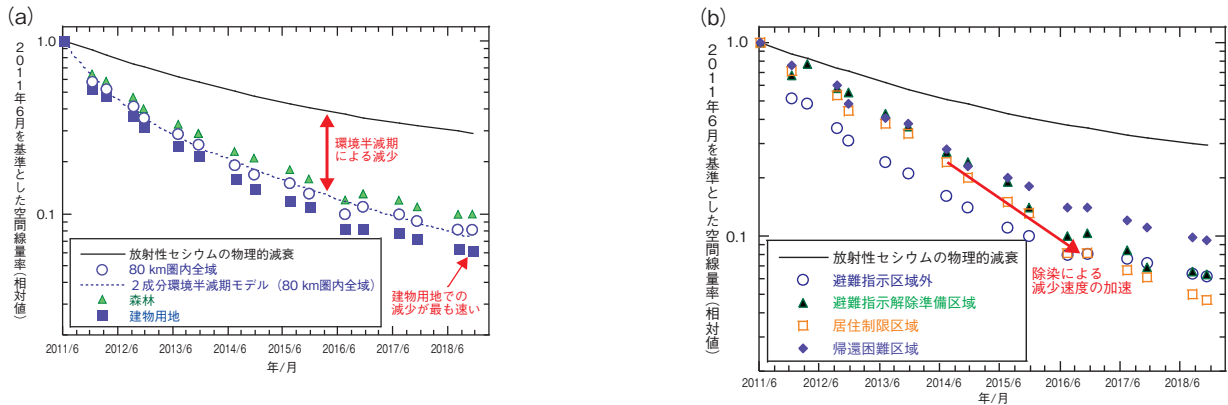 (a)
2011年6月を基準とした空間線量率(相対値)
1.0
0.1
環境半減期
による減少
放射性セシウムの物理的減衰
80 km圏内全域
2成分環境半減期モデル(80 km圏内全域)
森林
建物用地
建物用地での
減少が最も速い
2011/6 2012/6 2013/6 2014/6 2015/6 2016/6 2017/6 2018/6
年/月
(b)
2011年6月を基準とした空間線量率(相対値)
1.0
0.1
放射性セシウムの物理的減衰
避難指示区域外
避難指示解除準備区域
居住制限区域
帰還困難区域
除染による
減少速度の加速
2011/6 2012/6 2013/6 2014/6 2015/6 2016/6 2017/6 2018/6
年/月